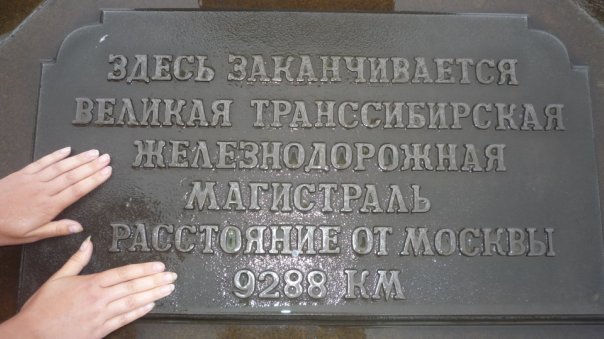 ЗДЕСЬ ЗАКАНЧИВАЕТСЯ
ВЕЛИКАЯ ТРАНССИБИРСКАЯ
ЖЕЛЕЗНОДОРОЖНАЯ
МАГИСТРАЛЬ
РАССТОЯНИЕ ОТ МОСКВЫ
9288 КМ